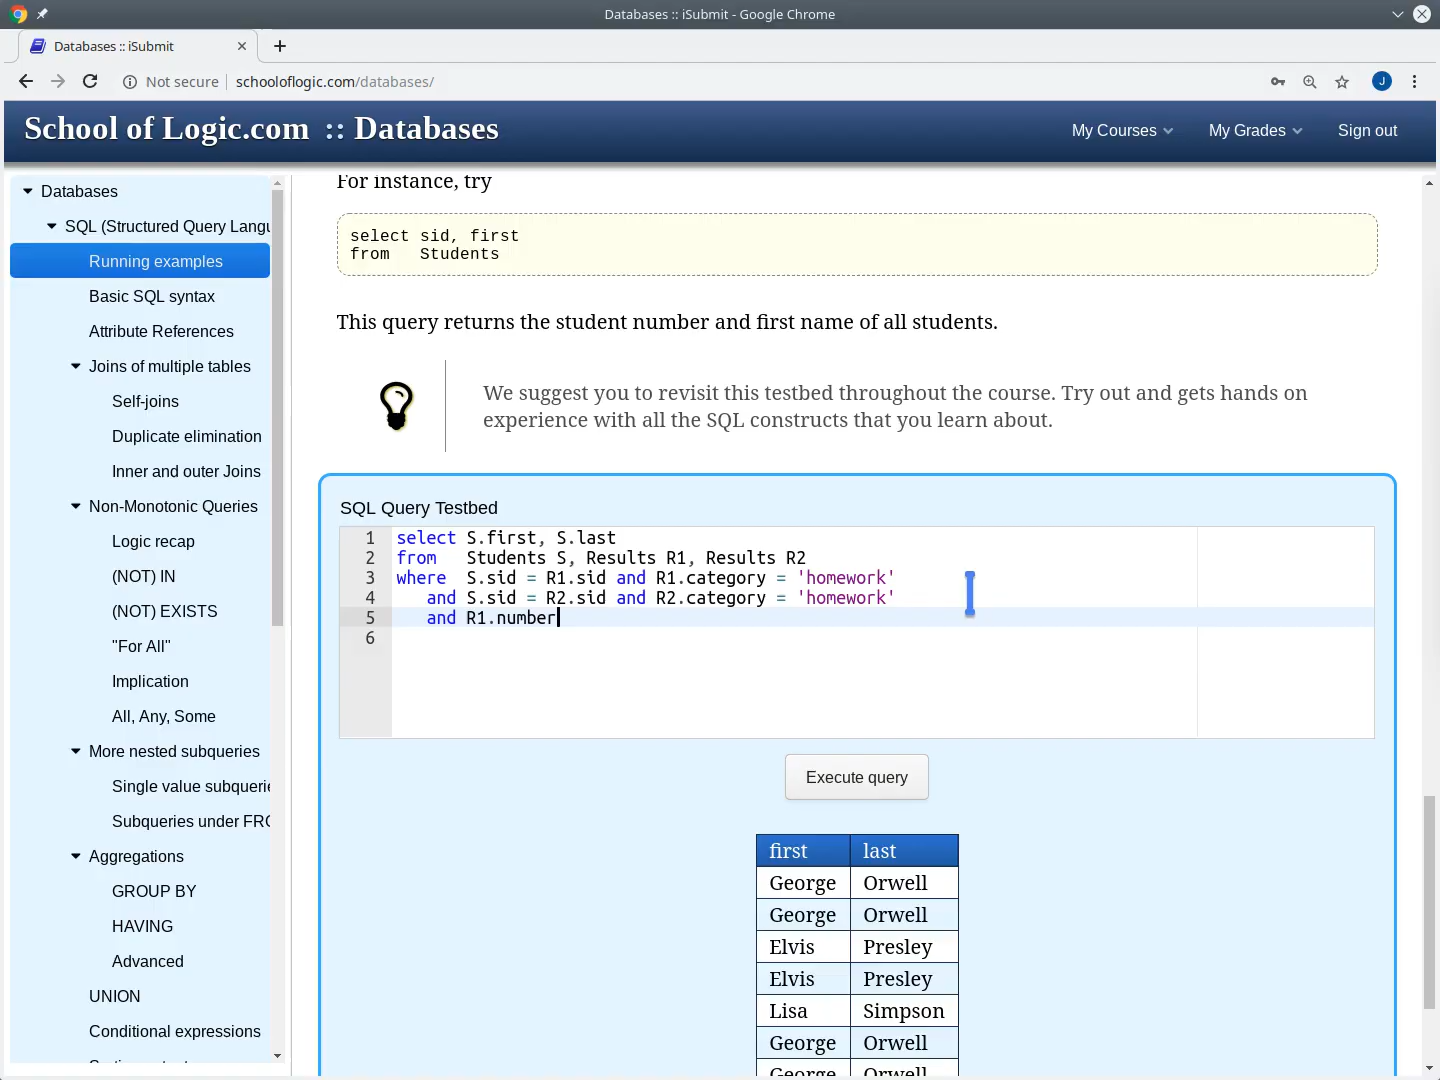 Databases :: iSubmit - Google Chrome
Databases :: iSubmit
Not secure
schooloflogic.com/databases/
J
School of Logic.com :: Databases
My Courses
My Grades
Sign out
Databases
SQL (Structured Query Langu
Running examples
Basic SQL syntax
Attribute References
Joins of multiple tables
Self-joins
Duplicate elimination
Inner and outer Joins
Non-Monotonic Queries
Logic recap
(NOT) IN
(NOT) EXISTS
"For All"
Implication
All, Any, Some
More nested subqueries
Single value subquerie
Subqueries under FRO
Aggregations
GROUP BY
HAVING
Advanced
UNION
Conditional expressions
For instance, try
select sid, first
from   Students
This query returns the student number and first name of all students.
We suggest you to revisit this testbed throughout the course. Try out and gets hands on
experience with all the SQL constructs that you learn about.
SQL Query Testbed
1 select S.first, S.last
2 from   Students S, Results R1, Results R2
3 where  S.sid = R1.sid and R1.category = 'homework'
4    and S.sid = R2.sid and R2.category = 'homework'
5    and R1.number
6
Execute query
first last
George Orwell
George Orwell
Elvis Presley
Elvis Presley
Lisa Simpson
George Orwell
George Orwell